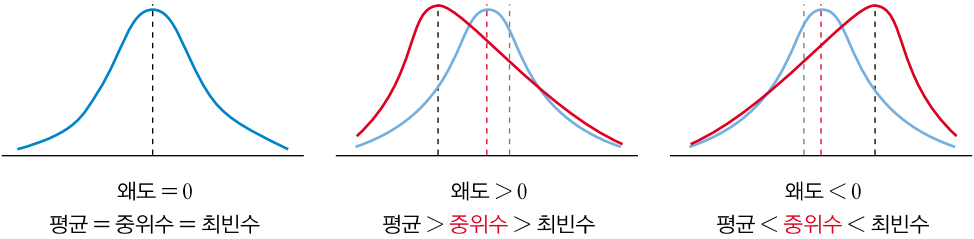 왜도 = 0
평균 = 중위수 = 최빈수
왜도 > 0
평균 > 중위수 > 최빈수
왜도 < 0
평균 < 중위수 < 최빈수